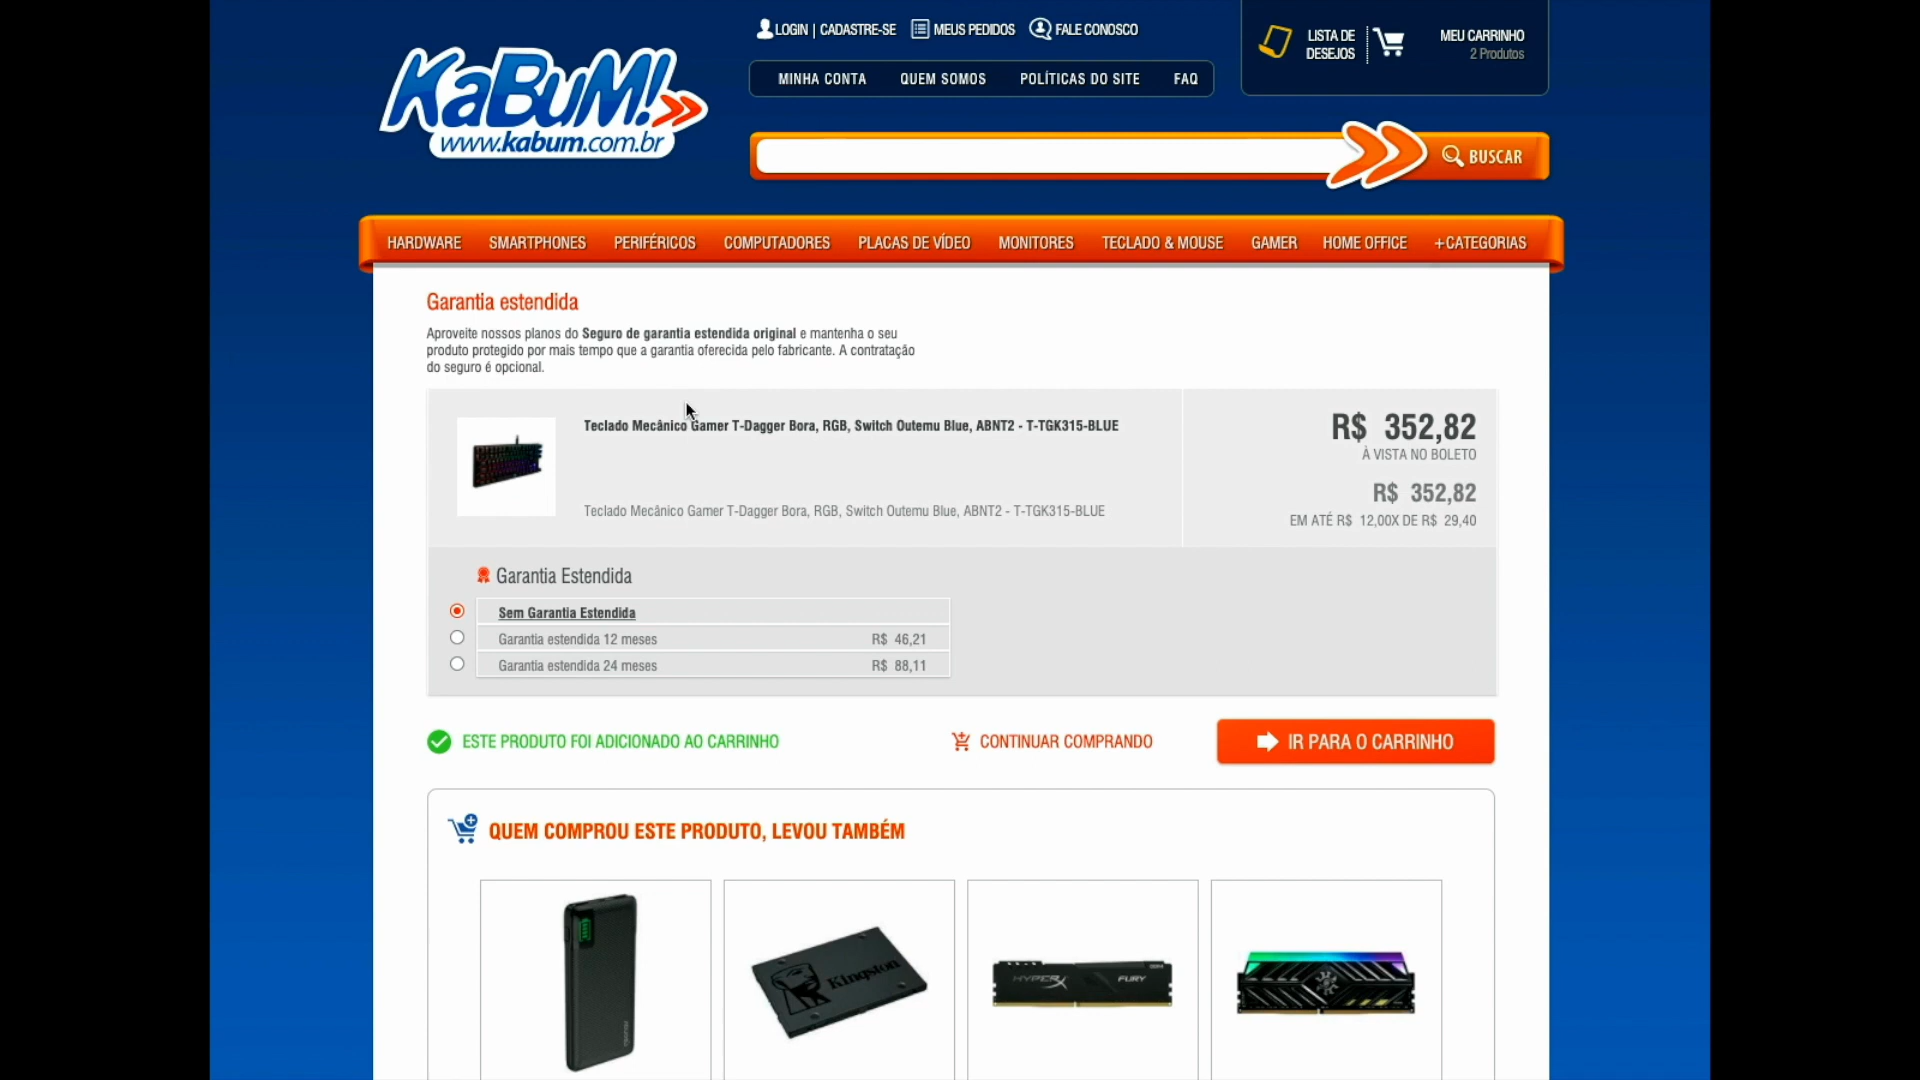 LOGIN | CADASTRE-SE MEUS PEDIDOS FALE CONOSCO
LISTA DE DESEJOS
MEU CARRINHO
2 Produtos
KaBuM!
www.kabum.com.br
MINHA CONTA QUEM SOMOS POLÍTICAS DO SITE FAQ
BUSCAR
HARDWARE SMARTPHONES PERIFÉRICOS COMPUTADORES PLACAS DE VÍDEO MONITORES TECLADO & MOUSE GAMER HOME OFFICE +CATEGORIAS
Garantia estendida
Aproveite nossos planos do Seguro de garantia estendida original e mantenha o seu
produto protegido por mais tempo que a garantia oferecida pelo fabricante. A contratação
do seguro é opcional.
Teclado Mecânico Gamer T-Dagger Bora, RGB, Switch Outemu Blue, ABNT2 - T-TGK315-BLUE
R$ 352,82
À VISTA NO BOLETO
R$ 352,82
EM ATÉ R$ 12,00X DE R$ 29,40
Teclado Mecânico Gamer T-Dagger Bora, RGB, Switch Outemu Blue, ABNT2 - T-TGK315-BLUE
Garantia Estendida
Sem Garantia Estendida
Garantia estendida 12 meses R$ 46,21
Garantia estendida 24 meses R$ 88,11
ESTE PRODUTO FOI ADICIONADO AO CARRINHO
CONTINUAR COMPRANDO
IR PARA O CARRINHO
QUEM COMPROU ESTE PRODUTO, LEVOU TAMBÉM
Kingston
HYPERX FURY